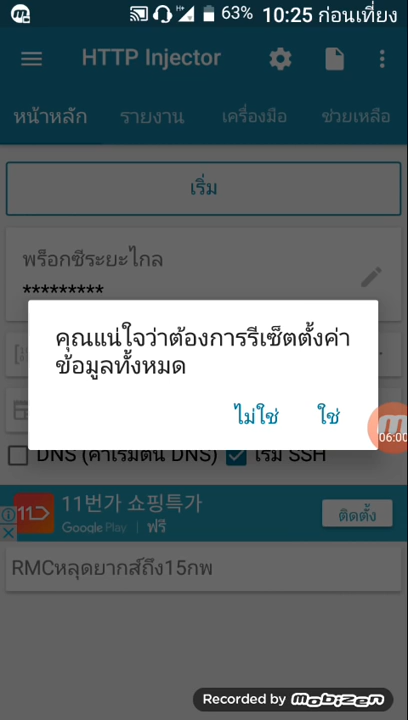 63% 10:25 ก่อนเที่ยง
HTTP Injector
หน้าหลัก รายงาน เครื่องมือ ช่วยเหลือ
เริ่ม
พร็อกซีระยะไกล
*********
คุณแน่ใจว่าต้องการรีเซ็ตตั้งค่า
ข้อมูลทั้งหมด
ไม่ใช่ ใช่
06:00
DNS (ค่าเริ่มต้น DNS) เริ่ม SSH
11번가 쇼핑특가
Google Play | ฟรี
ติดตั้ง
RMCหลุดยากส์ถึง15กพ
Recorded by mobizen